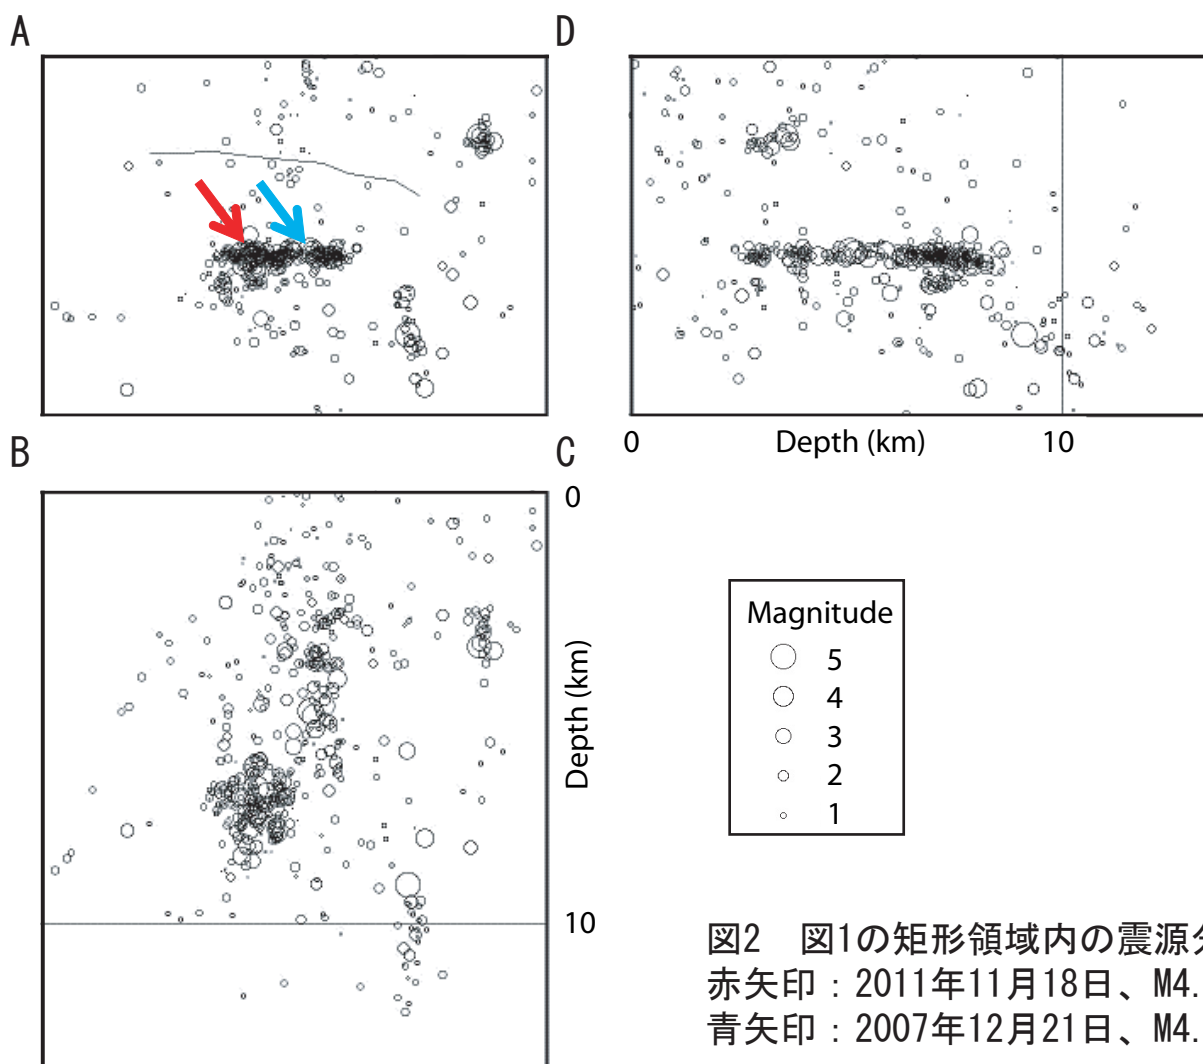 A
D
0
Depth (km)
10
B
C
0
Depth (km)
10
Magnitude
5
4
3
2
1
図2 図1の矩形領域内の震源分
赤矢印：2011年11月18日、M4.
青矢印：2007年12月21日、M4.